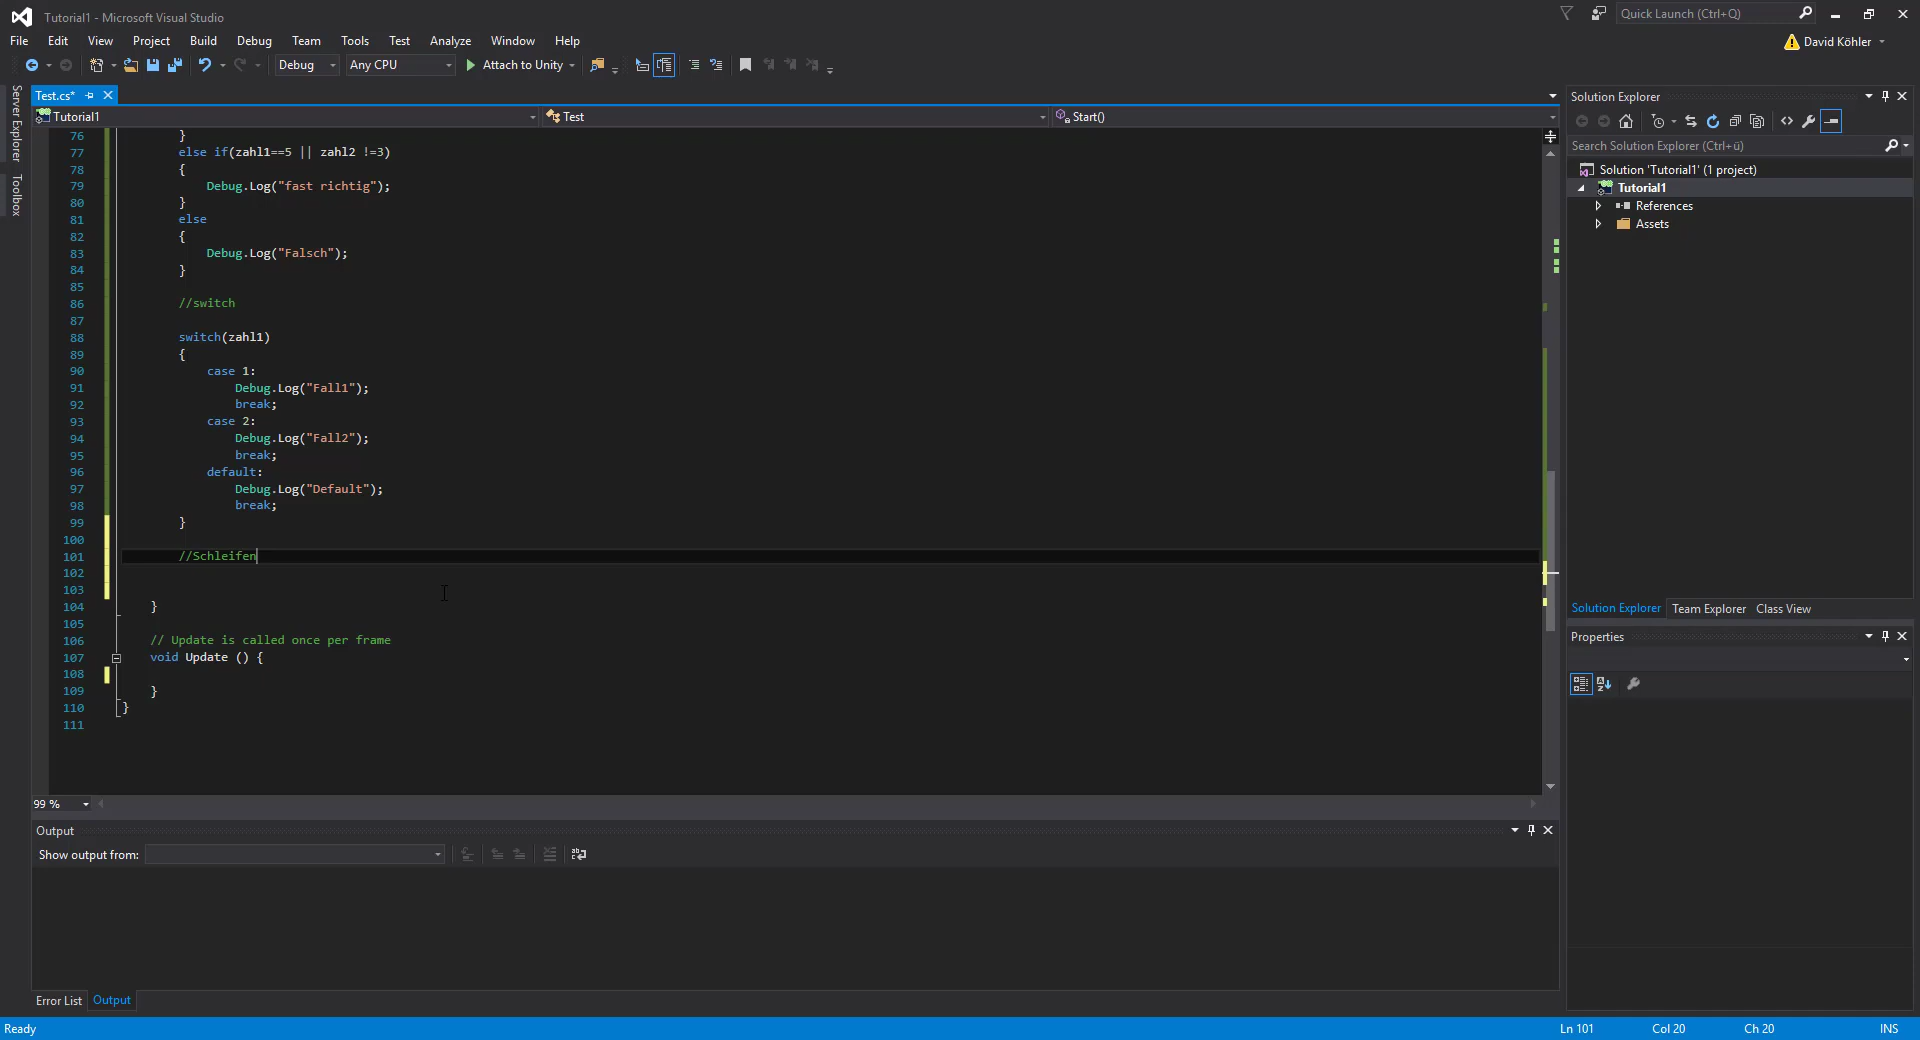 Tutorial1 - Microsoft Visual Studio
Quick Launch (Ctrl+Q)
File Edit View Project Build Debug Team Tools Test Analyze Window Help
David Köhler
Debug Any CPU Attach to Unity
Server Explorer
Toolbox
Test.cs*
Tutorial1 Test Start()
76 }
77 else if(zahl1==5 || zahl2 !=3)
78 {
79 Debug.Log("fast richtig");
80 }
81 else
82 {
83 Debug.Log("Falsch");
84 }
85
86 //switch
87
88 switch(zahl1)
89 {
90 case 1:
91 Debug.Log("Fall1");
92 break;
93 case 2:
94 Debug.Log("Fall2");
95 break;
96 default:
97 Debug.Log("Default");
98 break;
99 }
100
101 //Schleifen
102
103
104 }
105
106 // Update is called once per frame
107 void Update () {
108
109 }
110 }
111
99 %
Output
Show output from:
Error List Output
Solution Explorer
Search Solution Explorer (Ctrl+ü)
Solution 'Tutorial1' (1 project)
Tutorial1
References
Assets
Solution Explorer Team Explorer Class View
Properties
Ready
Ln 101 Col 20 Ch 20 INS